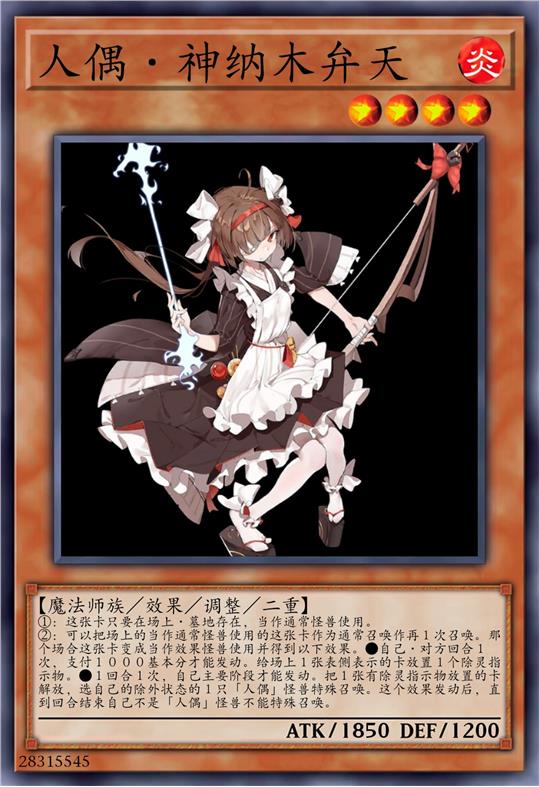 人偶·神纳木弁天
炎
【魔法师族／效果／调整／二重】
①：这张卡只要在场上·墓地存在，当作通常怪兽使用。
②：可以把场上的当作通常怪兽使用的这张卡作为通常召唤作再１次召唤。那
个场合这张卡变成当作效果怪兽使用并得到以下效果。●自己·对方回合１
次，支付１０００基本分才能发动。给场上１张表侧表示的卡放置１个除灵指
示物。●１回合１次，自己主要阶段才能发动。把１张有除灵指示物放置的卡
解放，选自己的除外状态的１只「人偶」怪兽特殊召唤。这个效果发动后，直
到回合结束自己不是「人偶」怪兽不能特殊召唤。
ATK/1850 DEF/1200
28315545